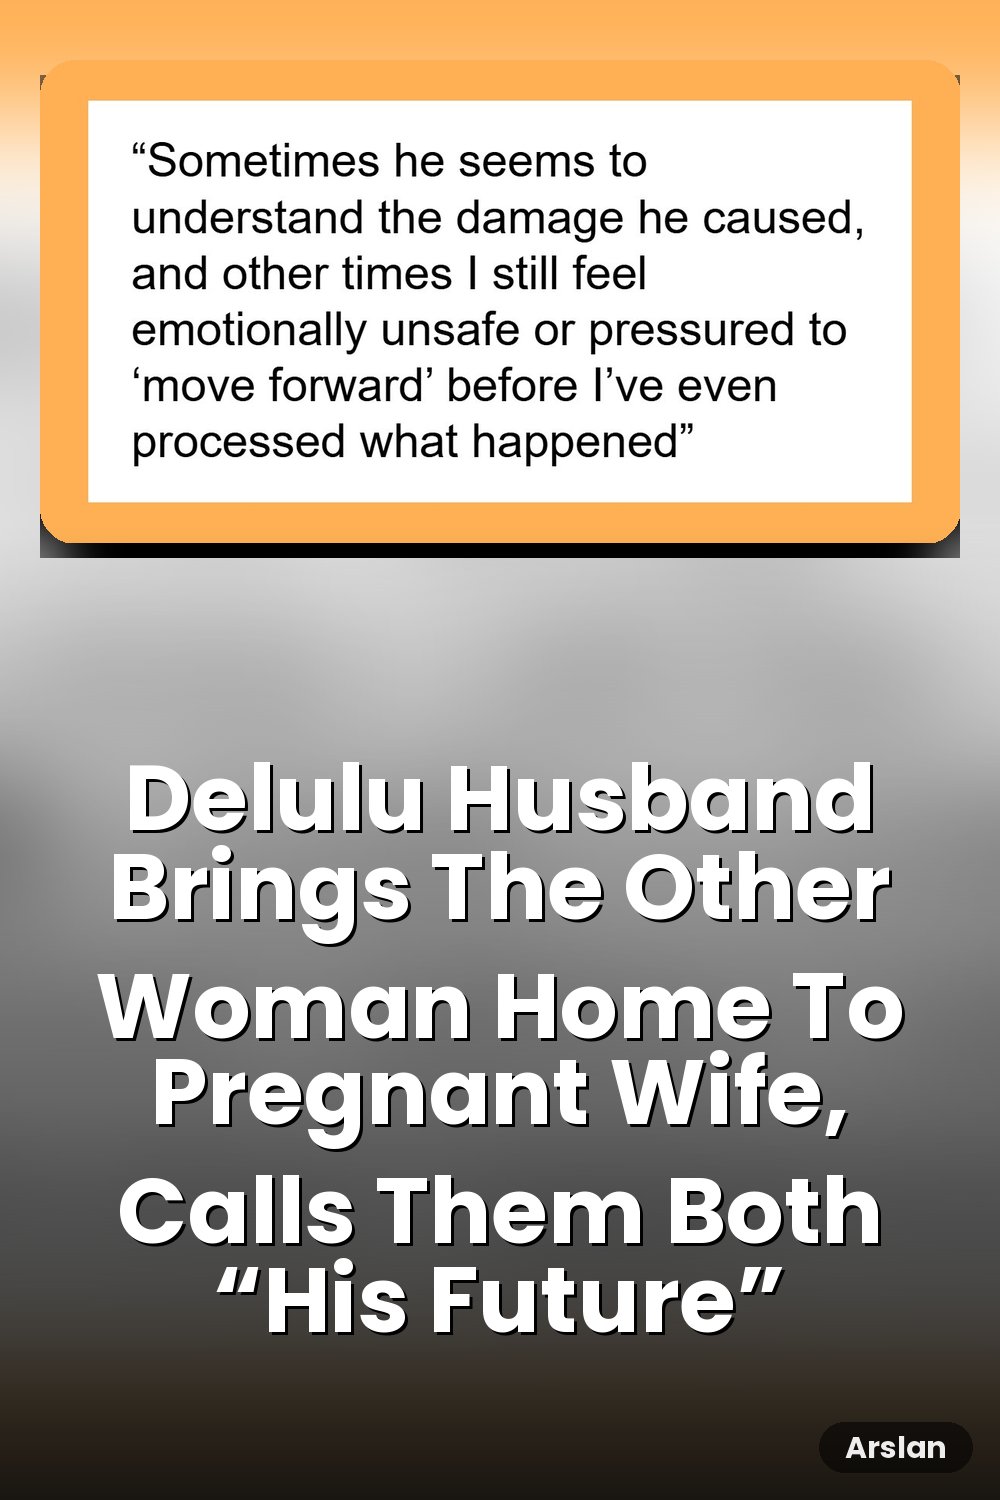 “Sometimes he seems to
understand the damage he caused,
and other times I still feel
emotionally unsafe or pressured to
‘move forward’ before I’ve even
processed what happened”
Delulu Husband
Brings The Other
Woman Home To
Pregnant Wife,
Calls Them Both
“His Future”
Arslan